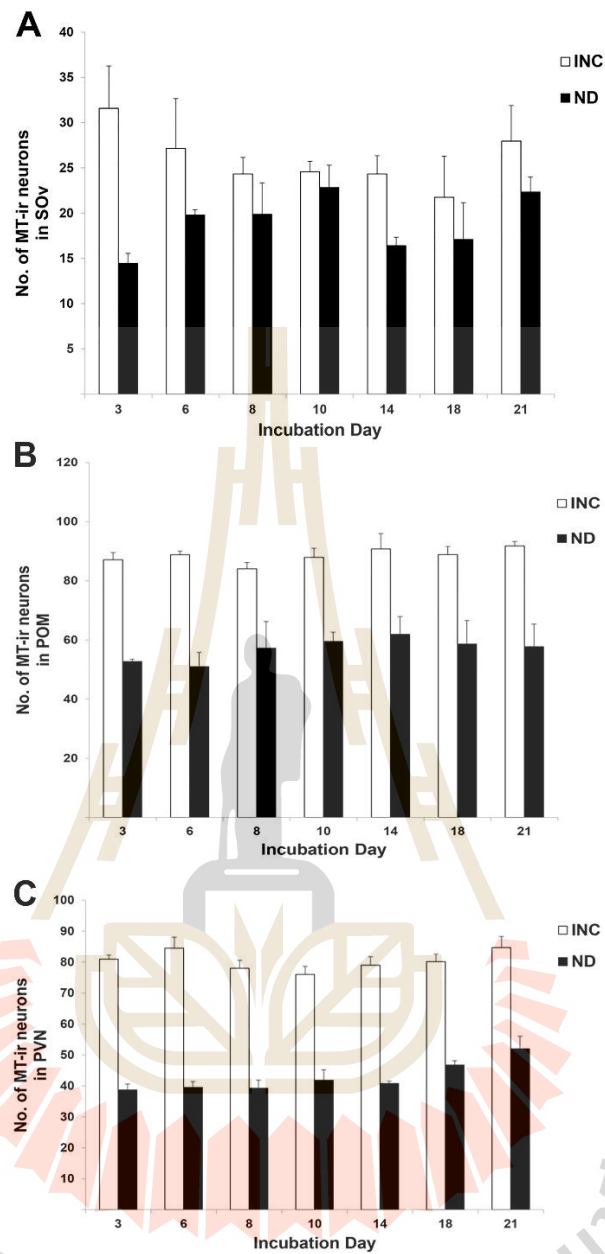 A
40
35
30
25
20
15
10
5
No. of MT-ir neurons
in SOv
INC
ND
3 6 8 10 14 18 21
Incubation Day
B
120
100
80
60
40
20
No. of MT-ir neurons
in POM
INC
ND
3 6 8 10 14 18 21
Incubation Day
C
100
90
80
70
60
50
40
30
20
10
No. of MT-ir neurons
in PVN
INC
ND
3 6 8 10 14 18 21
Incubation Day